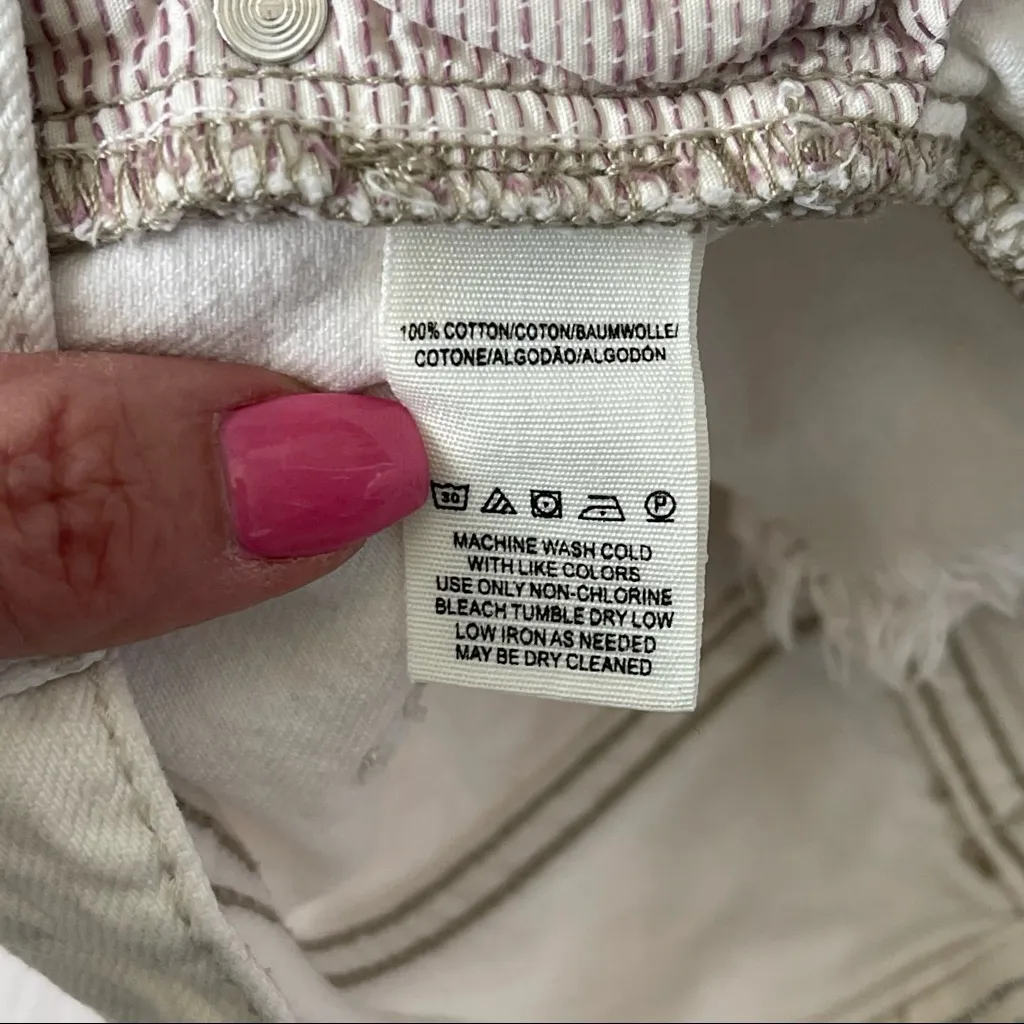 100% COTTON/COTON/BAUMWOLLE/
COTONE/ALGODÃO/ALGODÓN
30 P
MACHINE WASH COLD
WITH LIKE COLORS
USE ONLY NON-CHLORINE
BLEACH TUMBLE DRY LOW
LOW IRON AS NEEDED
MAY BE DRY CLEANED